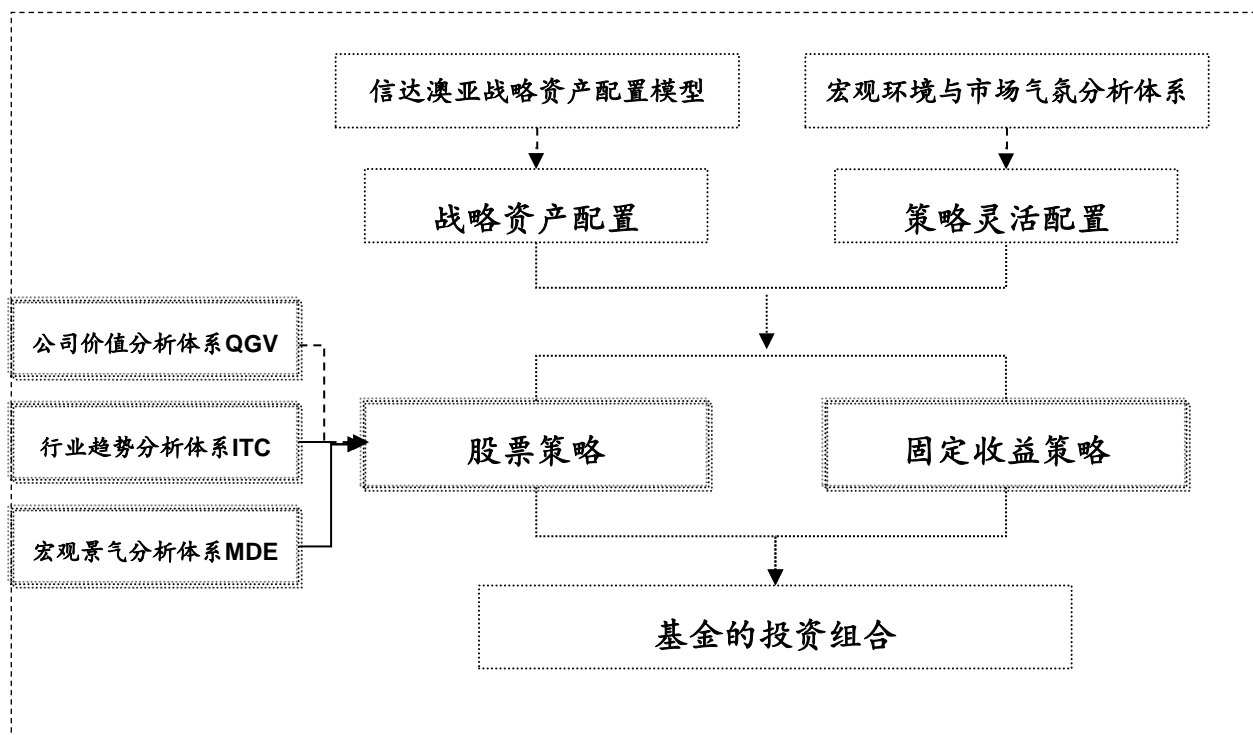 信达澳亚战略资产配置模型
宏观环境与市场气氛分析体系
战略资产配置
策略灵活配置
公司价值分析体系QGV
行业趋势分析体系ITC
股票策略
固定收益策略
宏观景气分析体系MDE
基金的投资组合